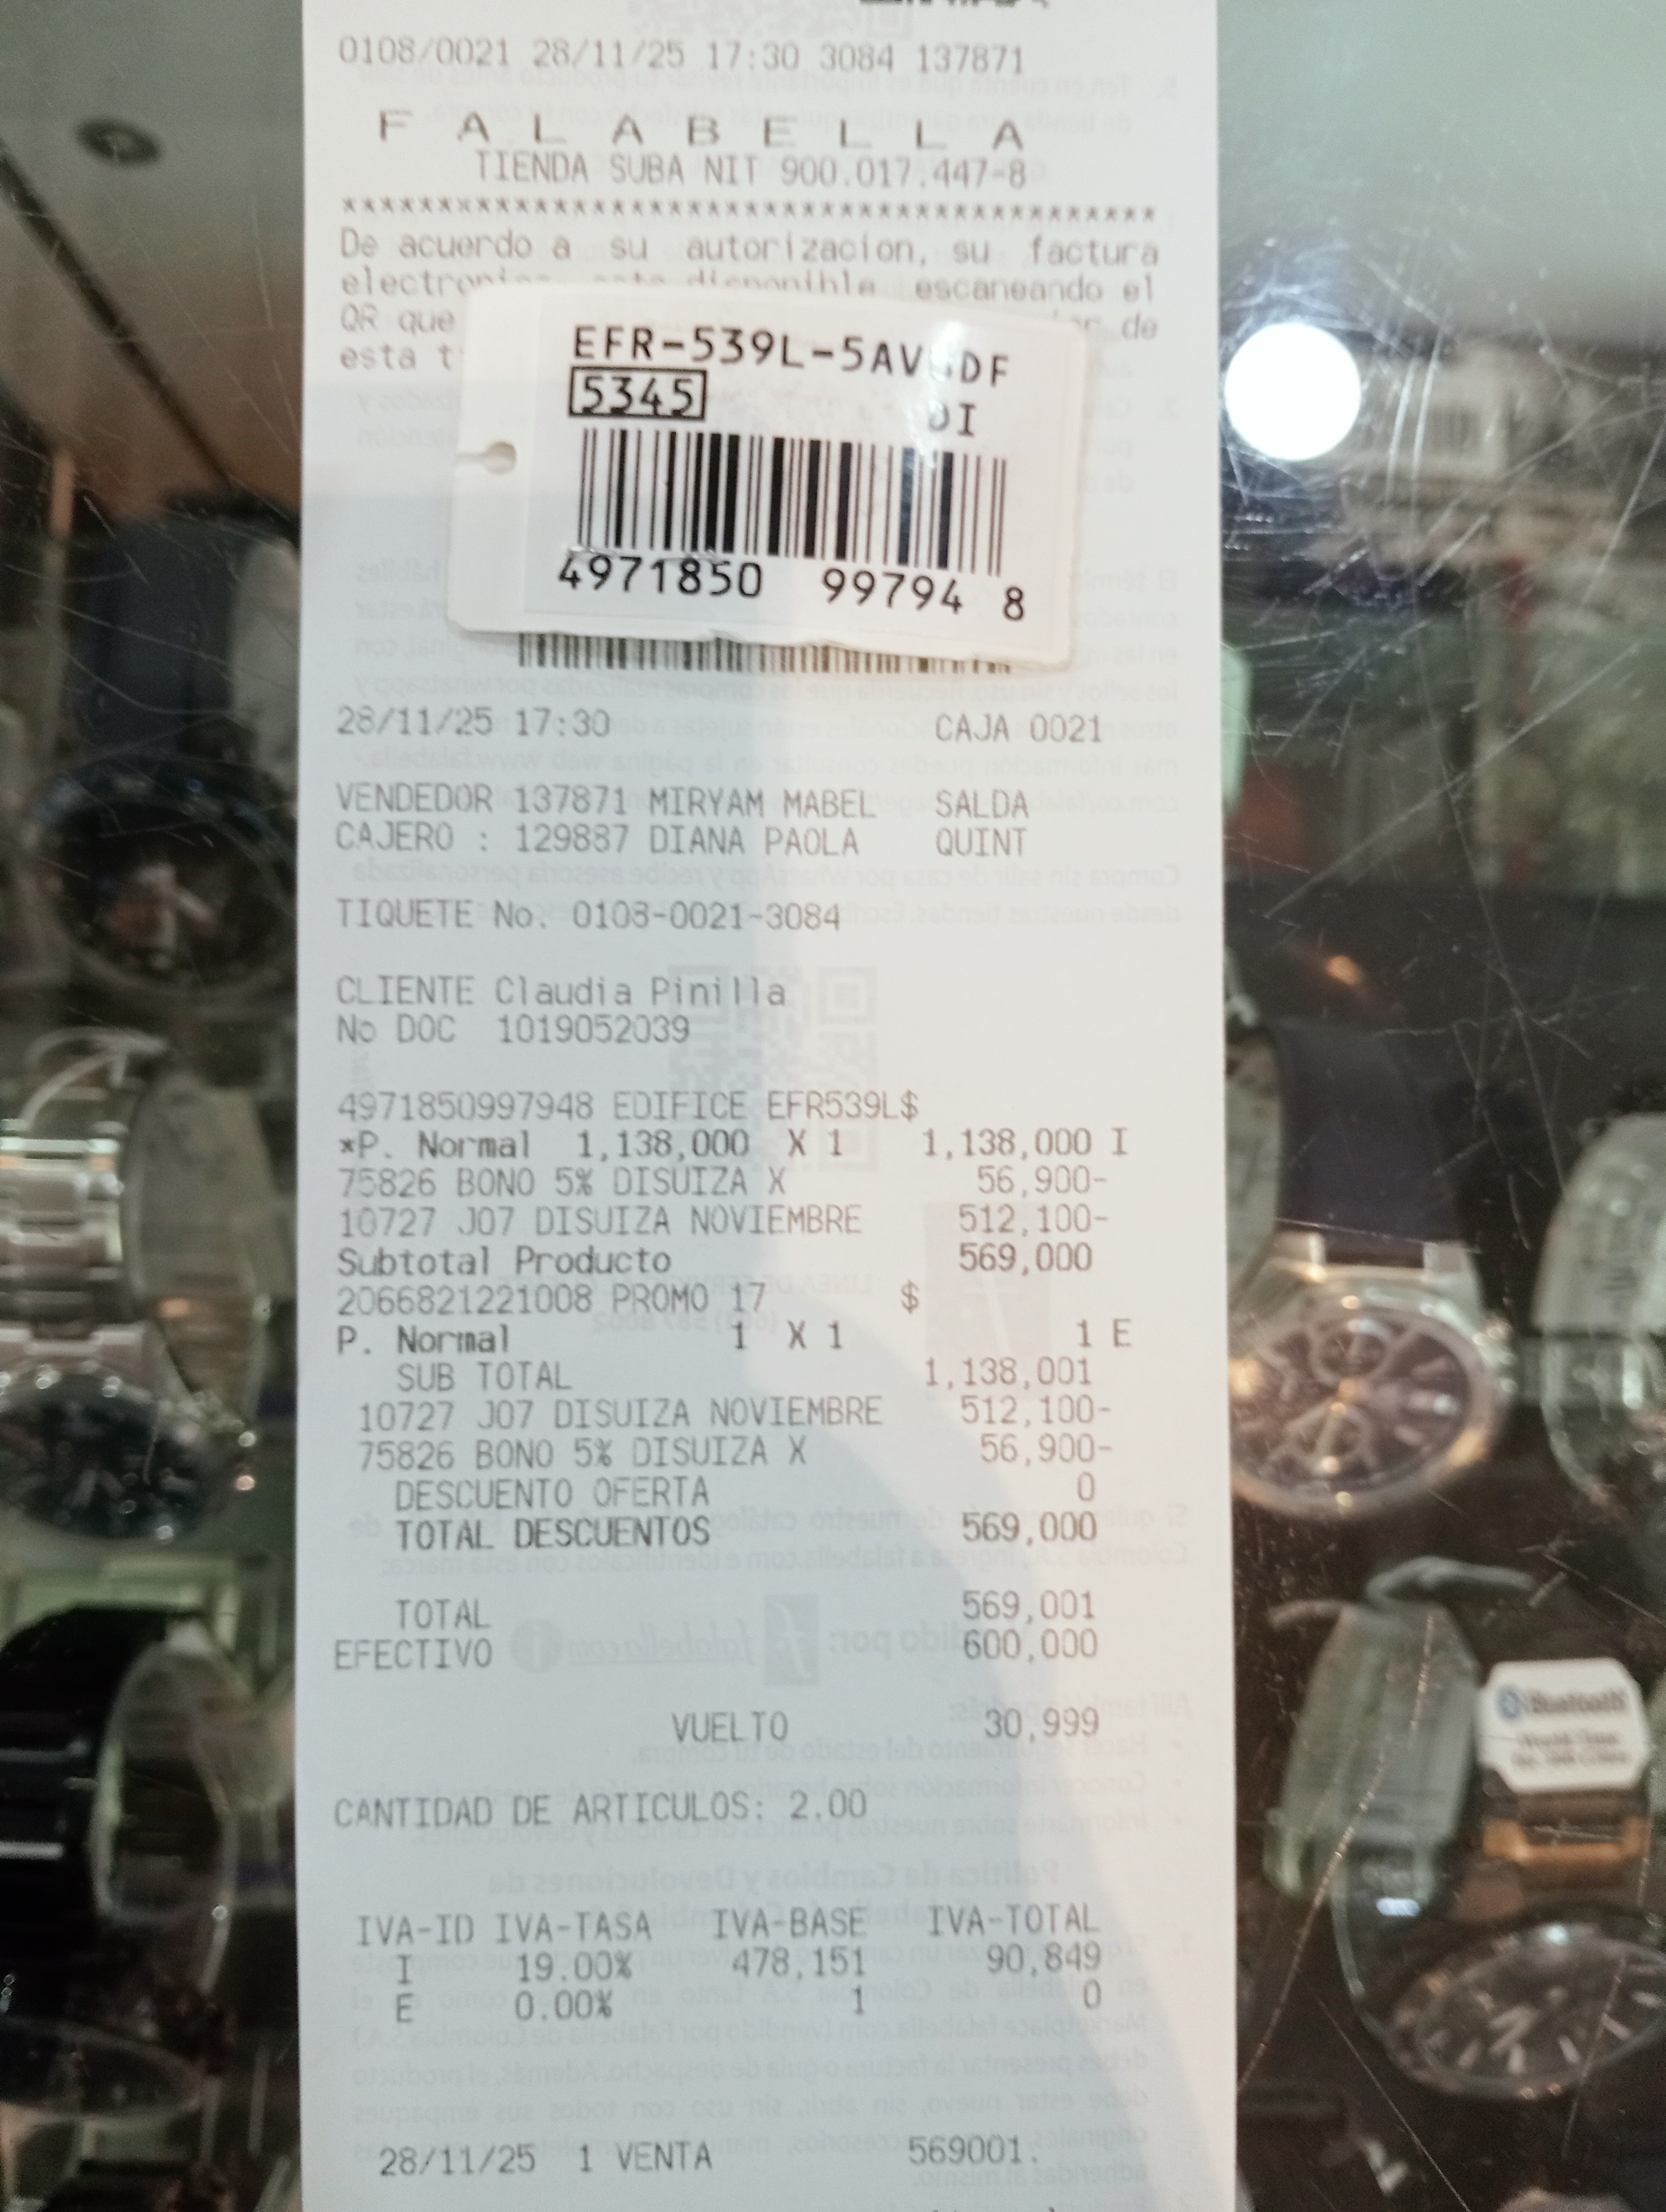 0108/0021 28/11/25 17:30 3084 137871
F A L A B E L L A
TIENDA SUBA NIT 900.017.447-8
******************************************
De acuerdo a su autorizacion, su factura
disponible escaneando el
QR que de
esta
EFR-539L-5AV DF
5345
DI
4971850 99794 8
28/11/25 17:30 CAJA 0021
VENDEDOR 137871 MIRYAM MABEL SALDA
CAJERO : 129887 DIANA PAOLA QUINT
TIQUETE No. 0108-0021-3084
CLIENTE Claudia Pinilla
No DOC 1019052039
4971850997948 EDIFICE EFR539L$
*P. Normal 1,138,000 X 1 1,138,000 I
75826 BONO 5% DISUIZA X 56,900-
10727 J07 DISUIZA NOVIEMBRE 512,100-
Subtotal Producto 569,000
2066821221008 PROMO 17 $
P. Normal 1 X 1 1 E
SUB TOTAL 1,138,001
10727 J07 DISUIZA NOVIEMBRE 512,100-
75826 BONO 5% DISUIZA X 56,900-
DESCUENTO OFERTA 0
TOTAL DESCUENTOS 569,000
TOTAL 569,001
EFECTIVO 600,000
VUELTO 30,999
CANTIDAD DE ARTICULOS: 2.00
IVA-ID IVA-TASA IVA-BASE IVA-TOTAL
I 19.00% 478,151 90,849
E 0.00% 1 0
28/11/25 1 VENTA 569001.
Bluetooth